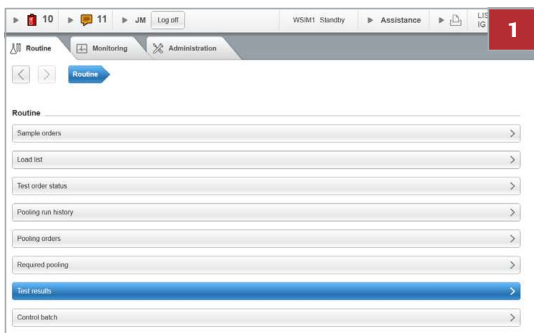 10 11 JM Log off WSIM1 Standby Assistance LIS
IG
1
Routine Monitoring Administration
Routine
Routine
Sample orders
Load list
Test order status
Pooling run history
Pooling orders
Required pooling
Test results
Control batch